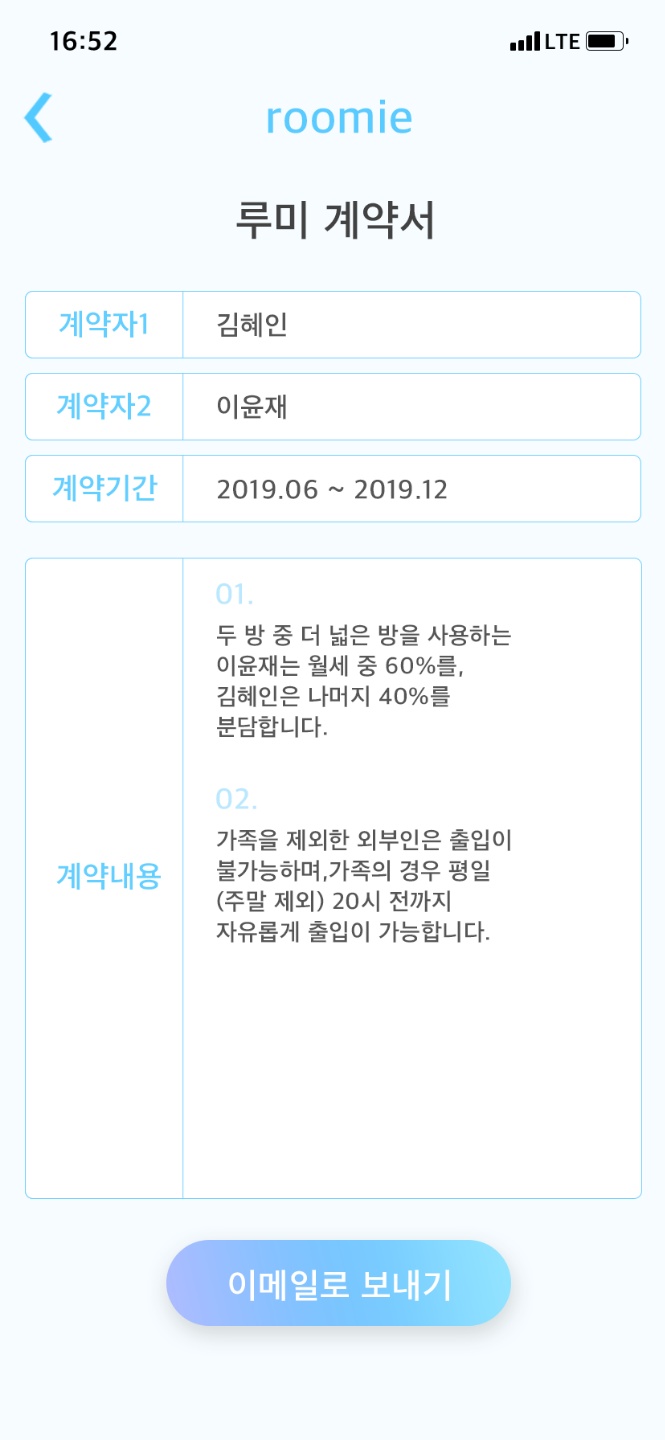 16:52
LTE
roomie
루미 계약서
계약자1 김혜인
계약자2 이윤재
계약기간 2019.06 ~ 2019.12
계약내용
01.
두 방 중 더 넓은 방을 사용하는
이윤재는 월세 중 60%를,
김혜인은 나머지 40%를
분담합니다.
02.
가족을 제외한 외부인은 출입이
불가능하며,가족의 경우 평일
(주말 제외) 20시 전까지
자유롭게 출입이 가능합니다.
이메일로 보내기